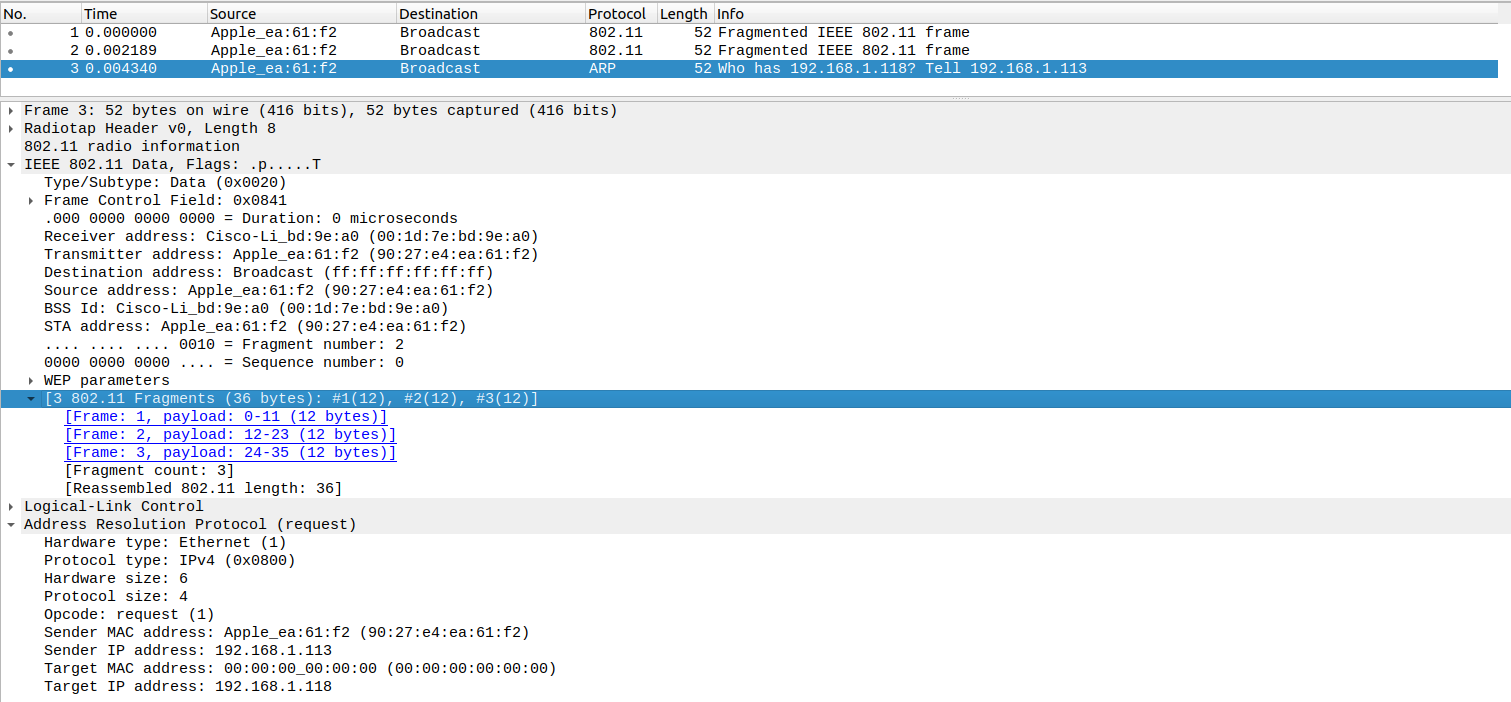 No. Time Source Destination Protocol Length Info
1 0.000000 Apple_ea:61:f2 Broadcast 802.11 52 Fragmented IEEE 802.11 frame
2 0.002189 Apple_ea:61:f2 Broadcast 802.11 52 Fragmented IEEE 802.11 frame
3 0.004340 Apple_ea:61:f2 Broadcast ARP 52 Who has 192.168.1.118? Tell 192.168.1.113
Frame 3: 52 bytes on wire (416 bits), 52 bytes captured (416 bits)
Radiotap Header v0, Length 8
802.11 radio information
IEEE 802.11 Data, Flags: .p.....T
Type/Subtype: Data (0x0020)
Frame Control Field: 0x0841
.000 0000 0000 0000 = Duration: 0 microseconds
Receiver address: Cisco-Li_bd:9e:a0 (00:1d:7e:bd:9e:a0)
Transmitter address: Apple_ea:61:f2 (90:27:e4:ea:61:f2)
Destination address: Broadcast (ff:ff:ff:ff:ff:ff)
Source address: Apple_ea:61:f2 (90:27:e4:ea:61:f2)
BSS Id: Cisco-Li_bd:9e:a0 (00:1d:7e:bd:9e:a0)
STA address: Apple_ea:61:f2 (90:27:e4:ea:61:f2)
.... .... .... 0010 = Fragment number: 2
0000 0000 0000 .... = Sequence number: 0
WEP parameters
[3 802.11 Fragments (36 bytes): #1(12), #2(12), #3(12)]
[Frame: 1, payload: 0-11 (12 bytes)]
[Frame: 2, payload: 12-23 (12 bytes)]
[Frame: 3, payload: 24-35 (12 bytes)]
[Fragment count: 3]
[Reassembled 802.11 length: 36]
Logical-Link Control
Address Resolution Protocol (request)
Hardware type: Ethernet (1)
Protocol type: IPv4 (0x0800)
Hardware size: 6
Protocol size: 4
Opcode: request (1)
Sender MAC address: Apple_ea:61:f2 (90:27:e4:ea:61:f2)
Sender IP address: 192.168.1.113
Target MAC address: 00:00:00_00:00:00 (00:00:00:00:00:00)
Target IP address: 192.168.1.118